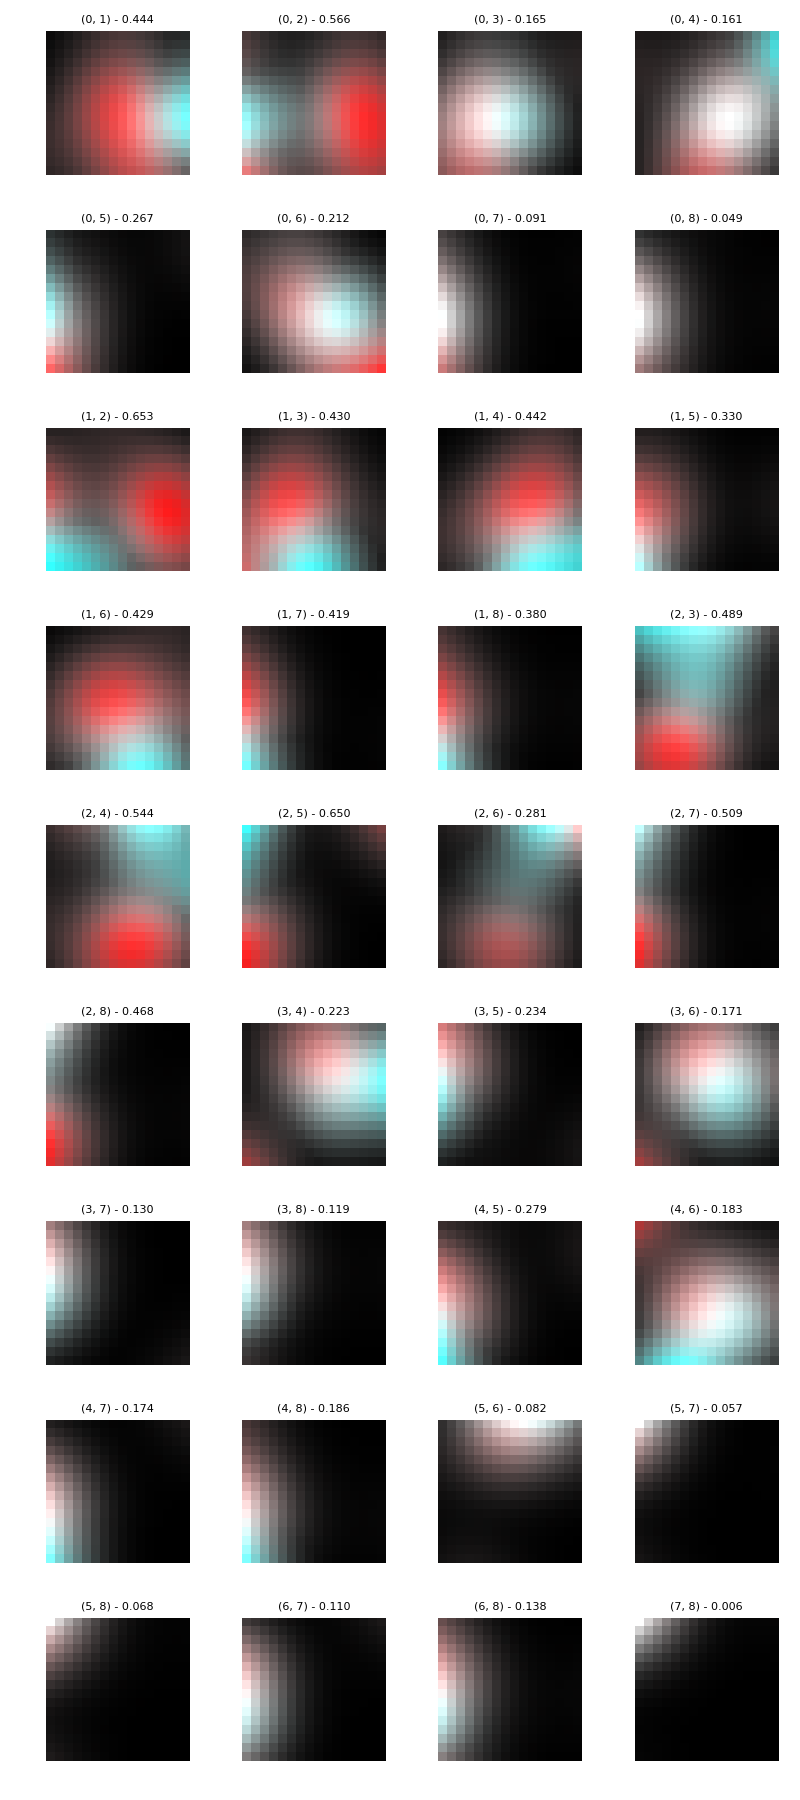 (0, 1) - 0.444 (0, 2) - 0.566 (0, 3) - 0.165 (0, 4) - 0.161
(0, 5) - 0.267 (0, 6) - 0.212 (0, 7) - 0.091 (0, 8) - 0.049
(1, 2) - 0.653 (1, 3) - 0.430 (1, 4) - 0.442 (1, 5) - 0.330
(1, 6) - 0.429 (1, 7) - 0.419 (1, 8) - 0.380 (2, 3) - 0.489
(2, 4) - 0.544 (2, 5) - 0.650 (2, 6) - 0.281 (2, 7) - 0.509
(2, 8) - 0.468 (3, 4) - 0.223 (3, 5) - 0.234 (3, 6) - 0.171
(3, 7) - 0.130 (3, 8) - 0.119 (4, 5) - 0.279 (4, 6) - 0.183
(4, 7) - 0.174 (4, 8) - 0.186 (5, 6) - 0.082 (5, 7) - 0.057
(5, 8) - 0.068 (6, 7) - 0.110 (6, 8) - 0.138 (7, 8) - 0.006